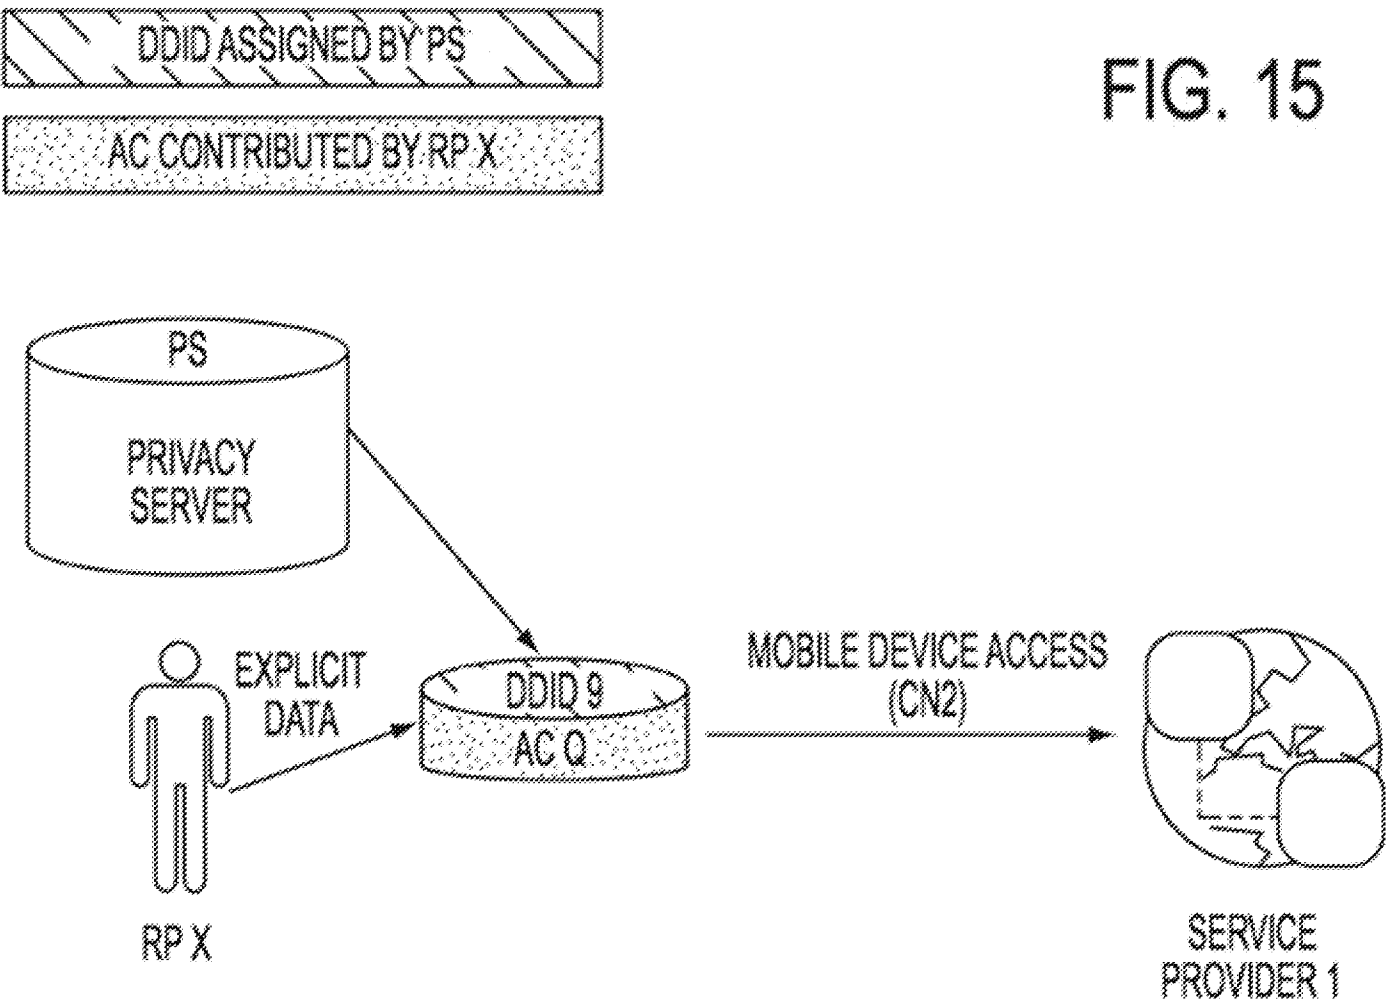 DDID ASSIGNED BY PS
FIG. 15
AC CONTRIBUTED BY RP X
PS
PRIVACY
SERVER
EXPLICIT
DATA
DDID 9
AC Q
MOBILE DEVICE ACCESS
(CN2)
RP X
SERVICE
PROVIDER 1